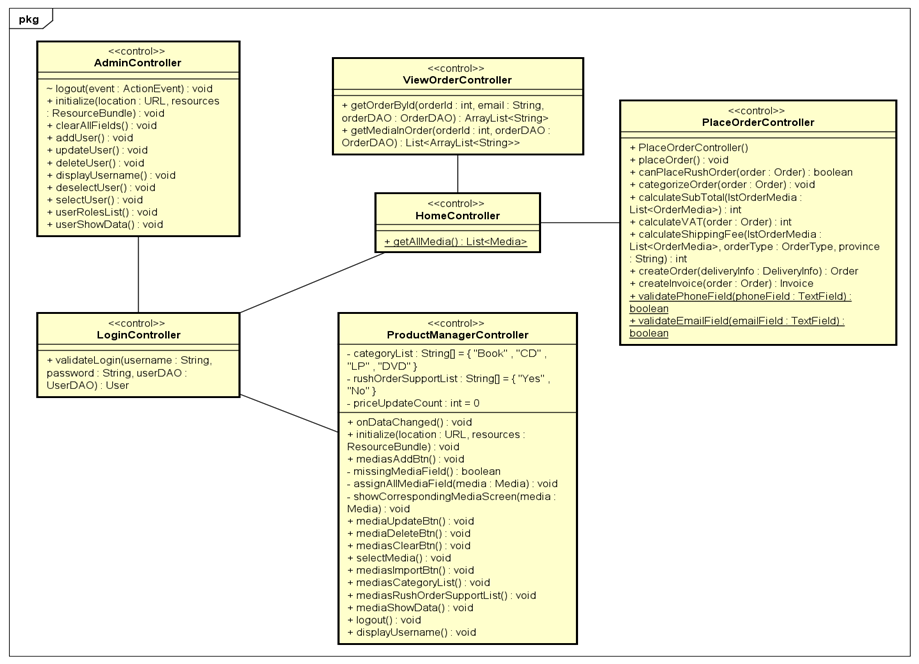 pkg
<<control>>
AdminController
~ logout(event : ActionEvent) : void
+ initialize(location : URL, resources
: ResourceBundle) : void
+ clearAllFields() : void
+ addUser() : void
+ updateUser() : void
+ deleteUser() : void
+ displayUsername() : void
+ deselectUser() : void
+ selectUser() : void
+ userRolesList() : void
+ userShowData() : void
<<control>>
ViewOrderController
+ getOrderById(orderId : int, email : String,
orderDAO : OrderDAO) : ArrayList<String>
+ getMediaInOrder(orderId : int, orderDAO :
OrderDAO) : List<ArrayList<String>>
<<control>>
PlaceOrderController
+ PlaceOrderController()
+ placeOrder() : void
+ canPlaceRushOrder(order : Order) : boolean
+ categorizeOrder(order : Order) : void
+ calculateSubTotal(lstOrderMedia :
List<OrderMedia>) : int
+ calculateVAT(order : Order) : int
+ calculateShippingFee(lstOrderMedia :
List<OrderMedia>, orderType : OrderType, province
: String) : int
+ createOrder(deliveryInfo : DeliveryInfo) : Order
+ createInvoice(order : Order) : Invoice
+ validatePhoneField(phoneField : TextField) :
boolean
+ validateEmailField(emailField : TextField) :
boolean
<<control>>
HomeController
+ getAllMedia() : List<Media>
<<control>>
LoginController
+ validateLogin(username : String,
password : String, userDAO :
UserDAO) : User
<<control>>
ProductManagerController
- categoryList : String[] = { "Book" , "CD" ,
"LP" , "DVD" }
- rushOrderSupportList : String[] = { "Yes" ,
"No" }
- priceUpdateCount : int = 0
+ onDataChanged() : void
+ initialize(location : URL, resources :
ResourceBundle) : void
+ mediasAddBtn() : void
- missingMediaField() : boolean
- assignAllMediaField(media : Media) : void
- showCorrespondingMediaScreen(media :
Media) : void
+ mediaUpdateBtn() : void
+ mediaDeleteBtn() : void
+ mediasClearBtn() : void
+ selectMedia() : void
+ mediasImportBtn() : void
+ mediasCategoryList() : void
+ mediasRushOrderSupportList() : void
+ mediaShowData() : void
+ logout() : void
+ displayUsername() : void